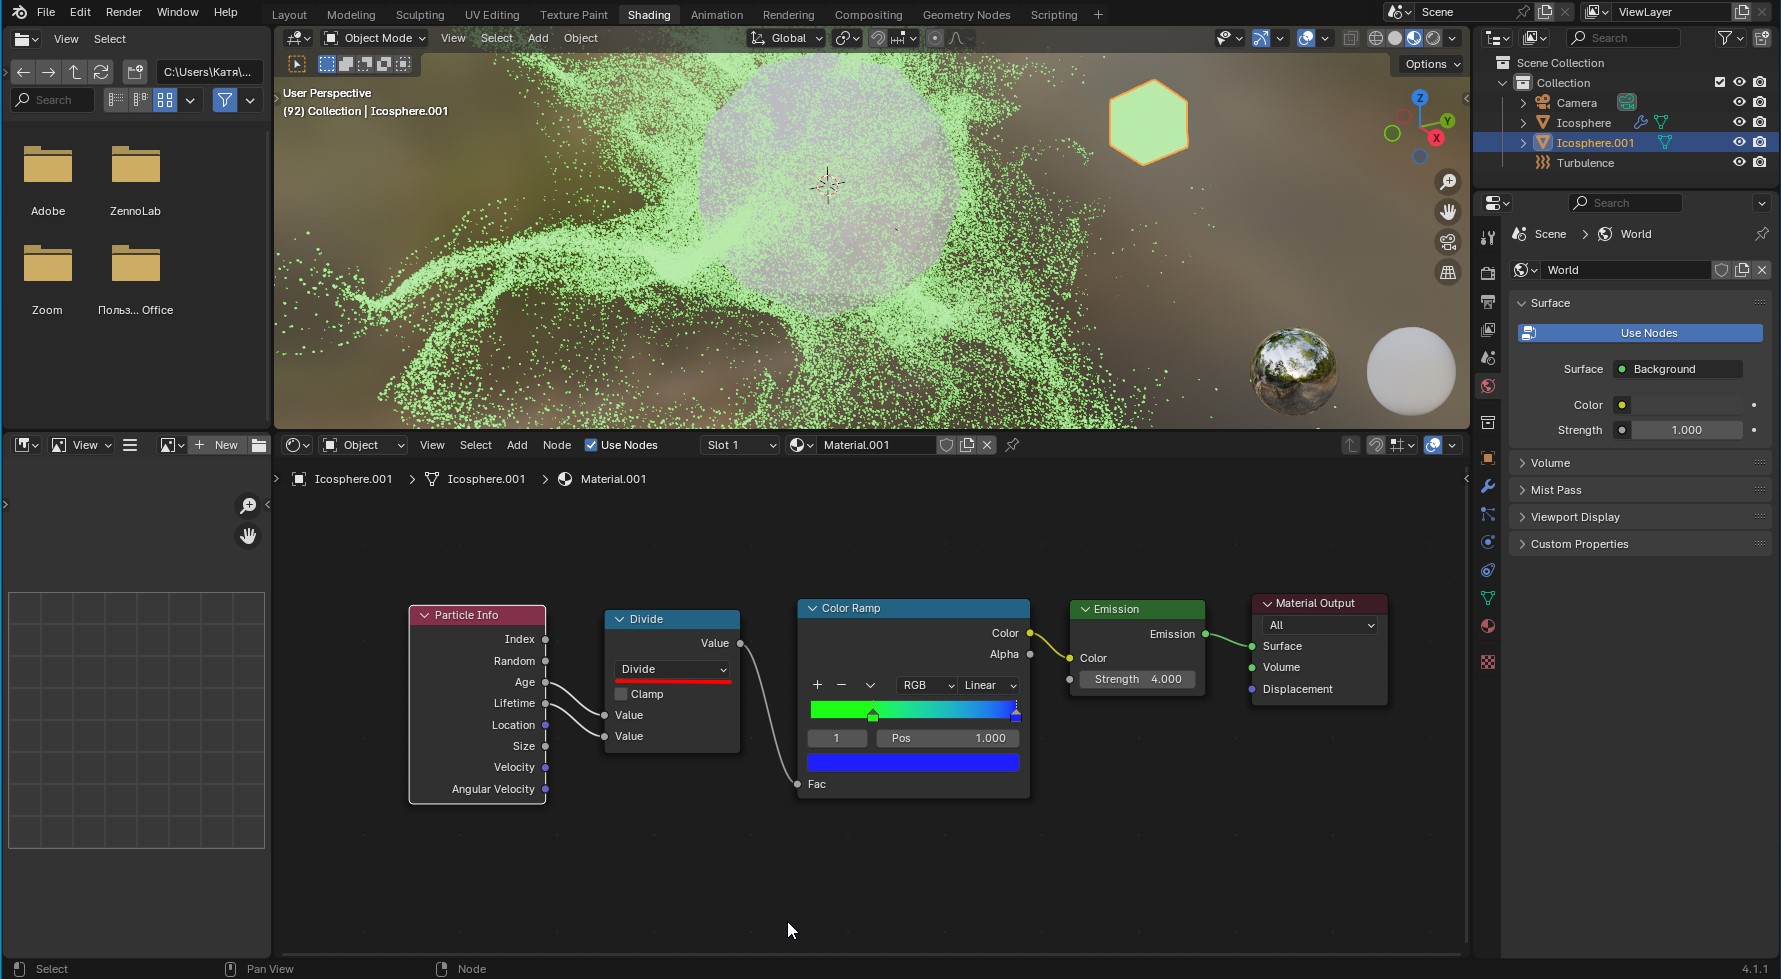 File Edit Render Window Help Layout Modeling Sculpting UV Editing Texture Paint Shading Animation Rendering Compositing Geometry Nodes Scripting Scene ViewLayer
View Select
C:\Users\Катя\...
Search
Adobe ZennoLab
Zoom Польз... Office
Object Mode View Select Add Object Global
Options
User Perspective
(92) Collection | Icosphere.001
Z
Y
X
Search
Scene Collection
Collection
Camera
Icosphere
Icosphere.001
Turbulence
Search
Scene World
World
Surface
Use Nodes
Surface Background
Color
Strength 1.000
Volume
Mist Pass
Viewport Display
Custom Properties
View New
Object View Select Add Node Use Nodes Slot 1 Material.001
Icosphere.001 Icosphere.001 Material.001
Particle Info
Index
Random
Age
Lifetime
Location
Size
Velocity
Angular Velocity
Divide
Value
Divide
Clamp
Value
Value
Color Ramp
Color
Alpha
RGB Linear
1 Pos 1.000
Fac
Emission
Emission
Color
Strength 4.000
Material Output
All
Surface
Volume
Displacement
Select Pan View Node 4.1.1